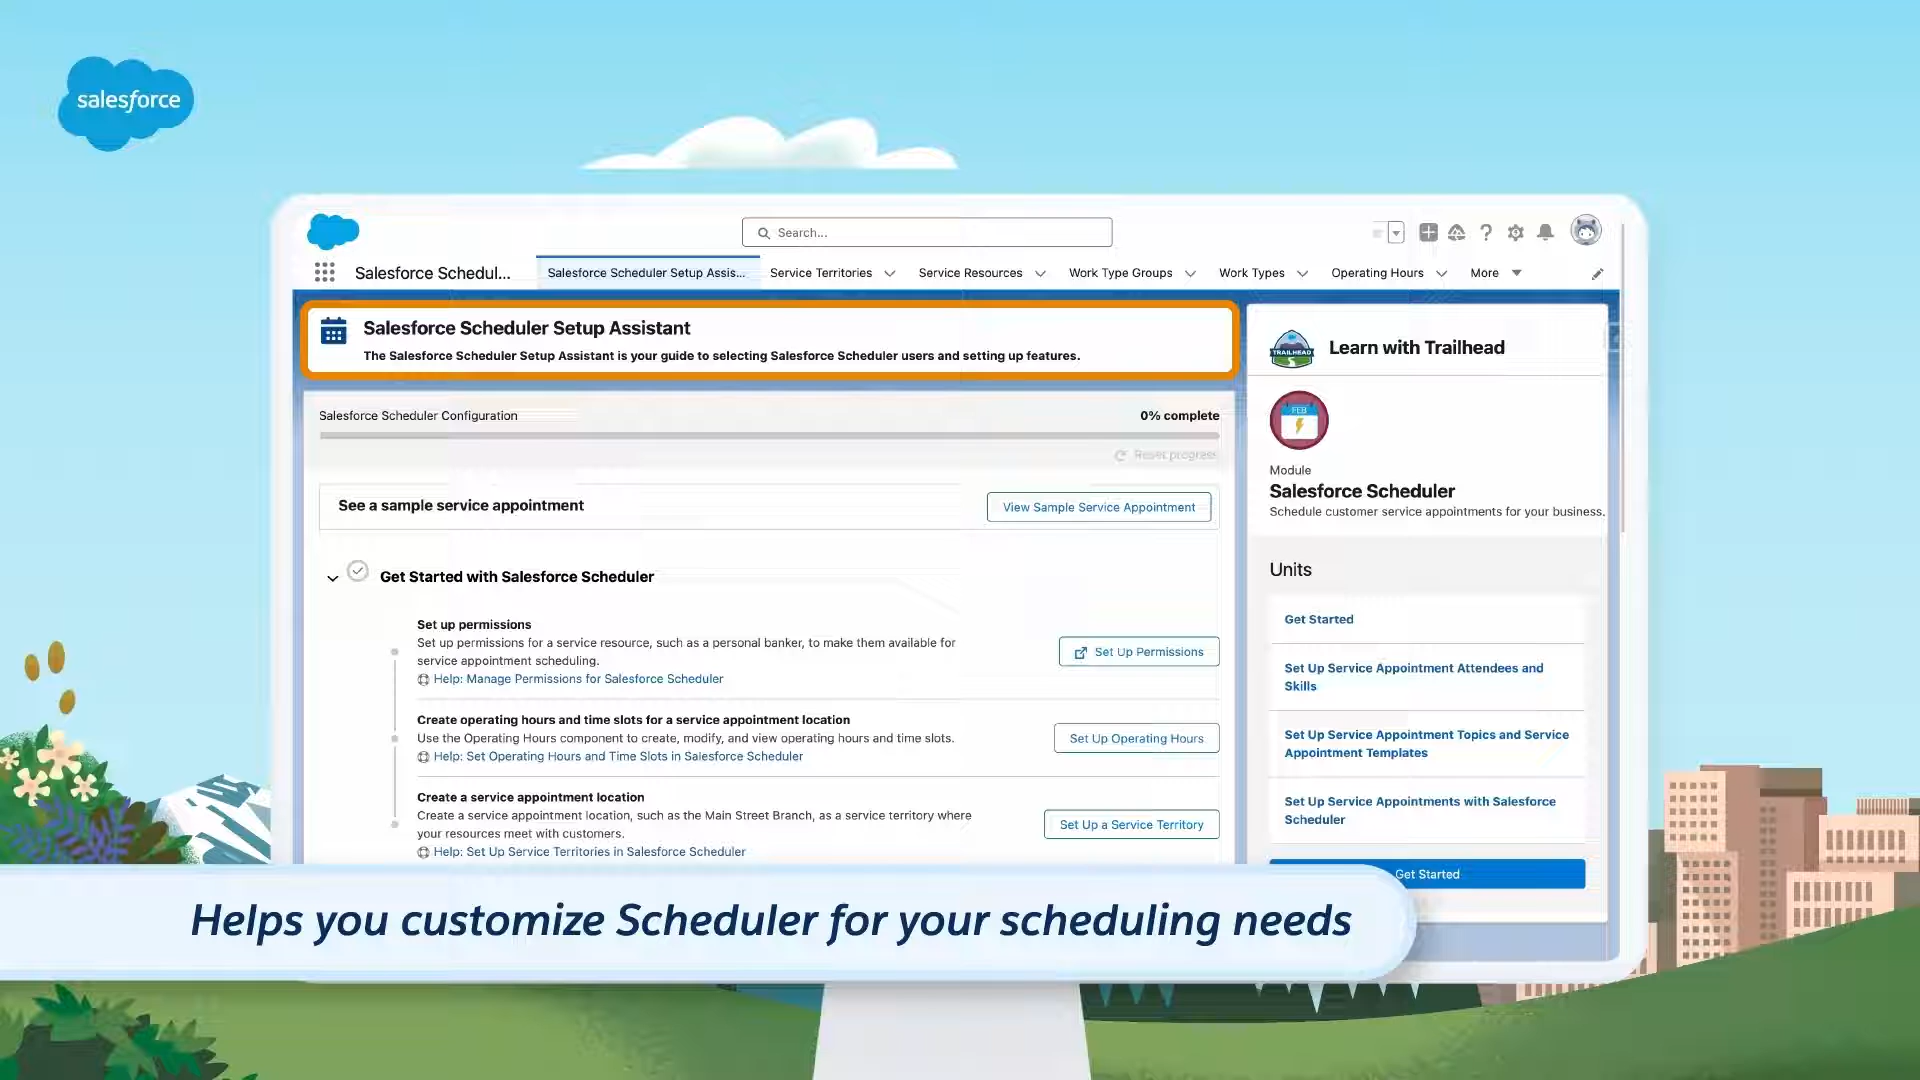 salesforce
Search...
Salesforce Schedul...
Salesforce Scheduler Setup Assis...
Service Territories
Service Resources
Work Type Groups
Work Types
Operating Hours
More
Salesforce Scheduler Setup Assistant
The Salesforce Scheduler Setup Assistant is your guide to selecting Salesforce Scheduler users and setting up features.
Salesforce Scheduler Configuration
0% complete
Reset progress
See a sample service appointment
View Sample Service Appointment
Get Started with Salesforce Scheduler
Set up permissions
Set up permissions for a service resource, such as a personal banker, to make them available for
service appointment scheduling.
Help: Manage Permissions for Salesforce Scheduler
Set Up Permissions
Create operating hours and time slots for a service appointment location
Use the Operating Hours component to create, modify, and view operating hours and time slots.
Help: Set Operating Hours and Time Slots in Salesforce Scheduler
Set Up Operating Hours
Create a service appointment location
Create a service appointment location, such as the Main Street Branch, as a service territory where
your resources meet with customers.
Help: Set Up Service Territories in Salesforce Scheduler
Set Up a Service Territory
TRAILHEAD
Learn with Trailhead
FEB
Module
Salesforce Scheduler
Schedule customer service appointments for your business.
Units
Get Started
Set Up Service Appointment Attendees and
Skills
Set Up Service Appointment Topics and Service
Appointment Templates
Set Up Service Appointments with Salesforce
Scheduler
Get Started
Helps you customize Scheduler for your scheduling needs